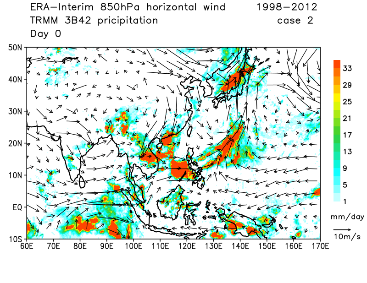 ERA-Interim 850hPa horizontal wind 1998-2012
TRMM 3B42 precipitation case 2
Day 0
50N
40N
30N
20N
10N
EQ
10S
60E 70E 80E 90E 100E 110E 120E 130E 140E 150E 160E 170E
33
29
25
21
17
13
9
5
1
mm/day
10m/s